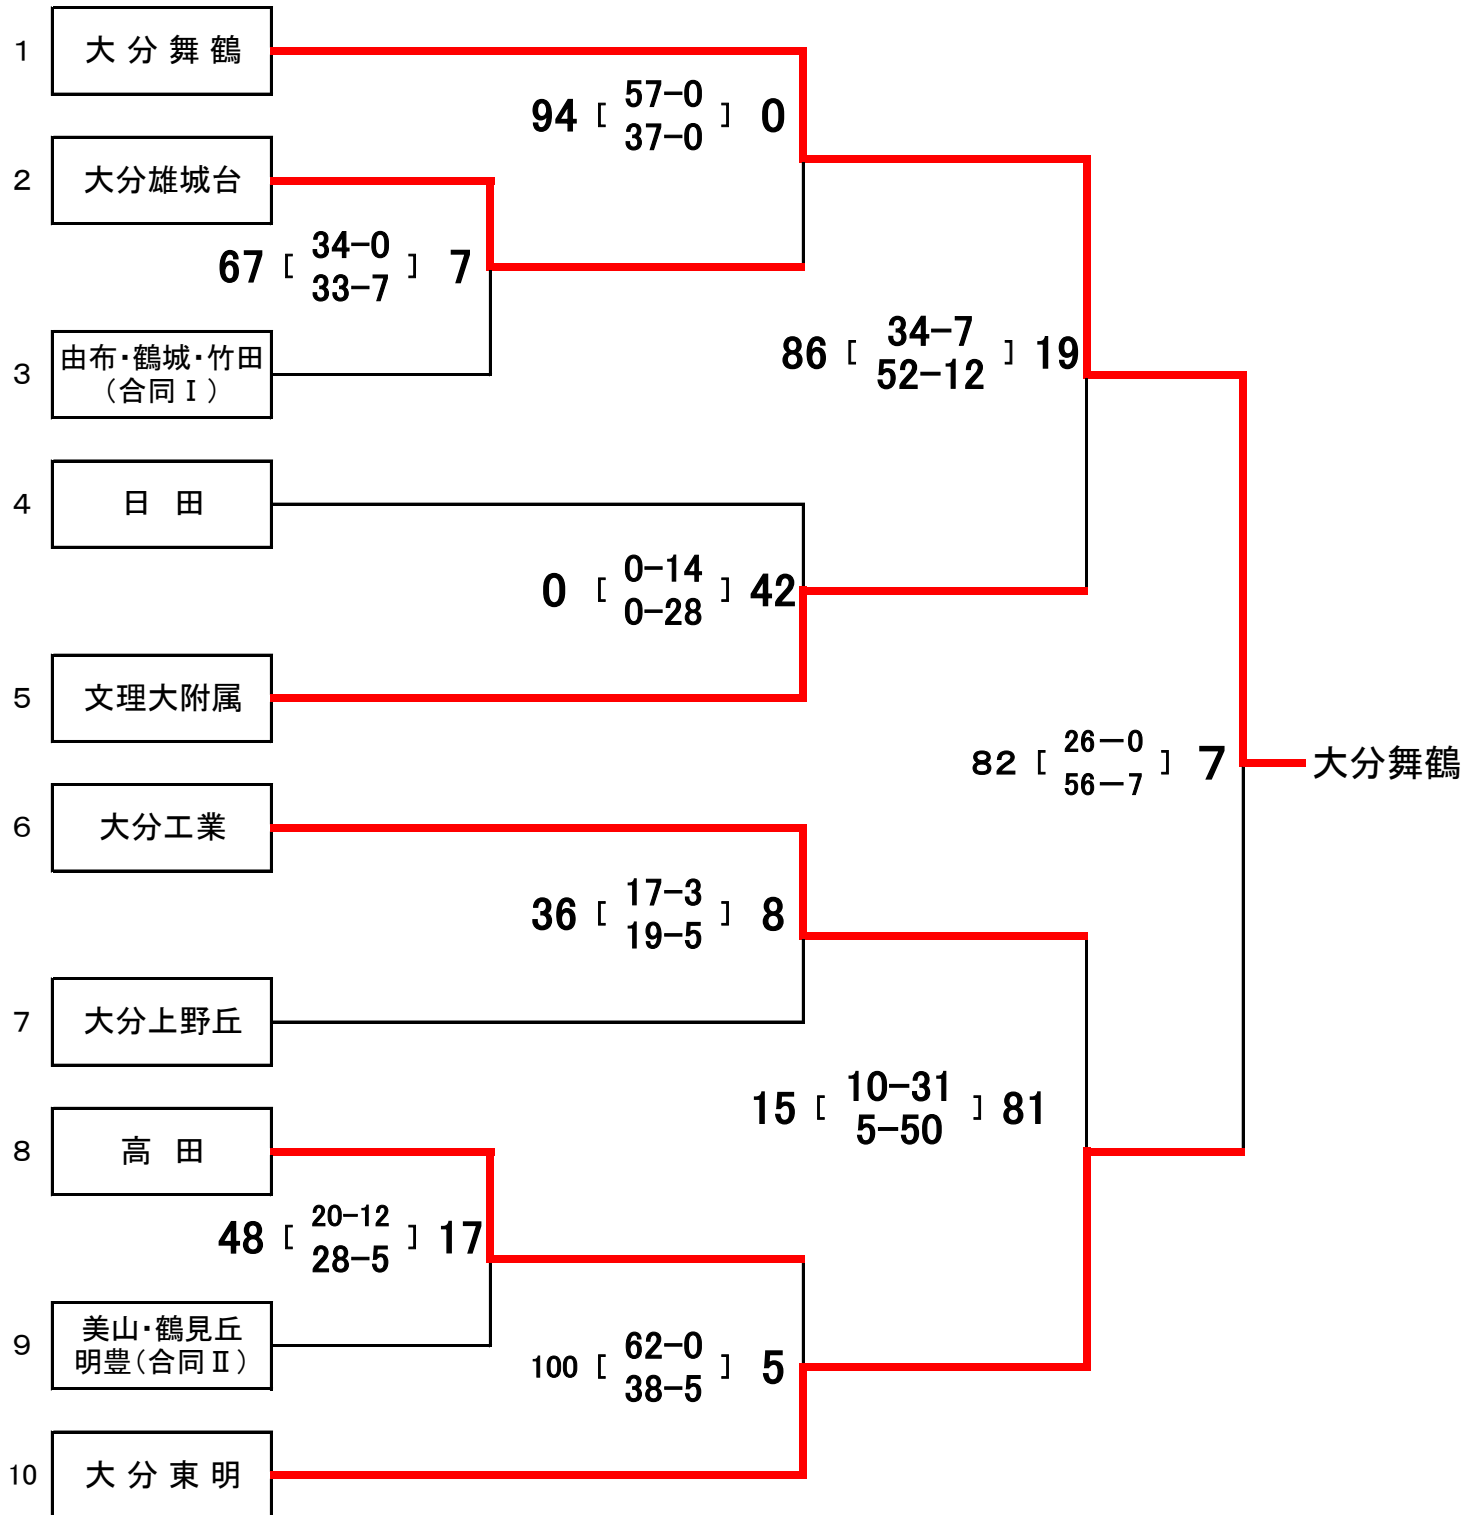 1 大分舞鶴
94 [ 57-0 ] 0
37-0
2 大分雄城台
67 [ 34-0 ] 7
33-7
3 由布・鶴城・竹田
(合同Ⅰ)
86 [ 34-7 ] 19
52-12
4 日田
0 [ 0-14 ] 42
0-28
5 文理大附属
82 [ 26-0 ] 7
56-7
大分舞鶴
6 大分工業
36 [ 17-3 ] 8
19-5
7 大分上野丘
15 [ 10-31 ] 81
5-50
8 高田
48 [ 20-12 ] 17
28-5
9 美山・鶴見丘
明豊(合同Ⅱ)
100 [ 62-0 ] 5
38-5
10 大分東明